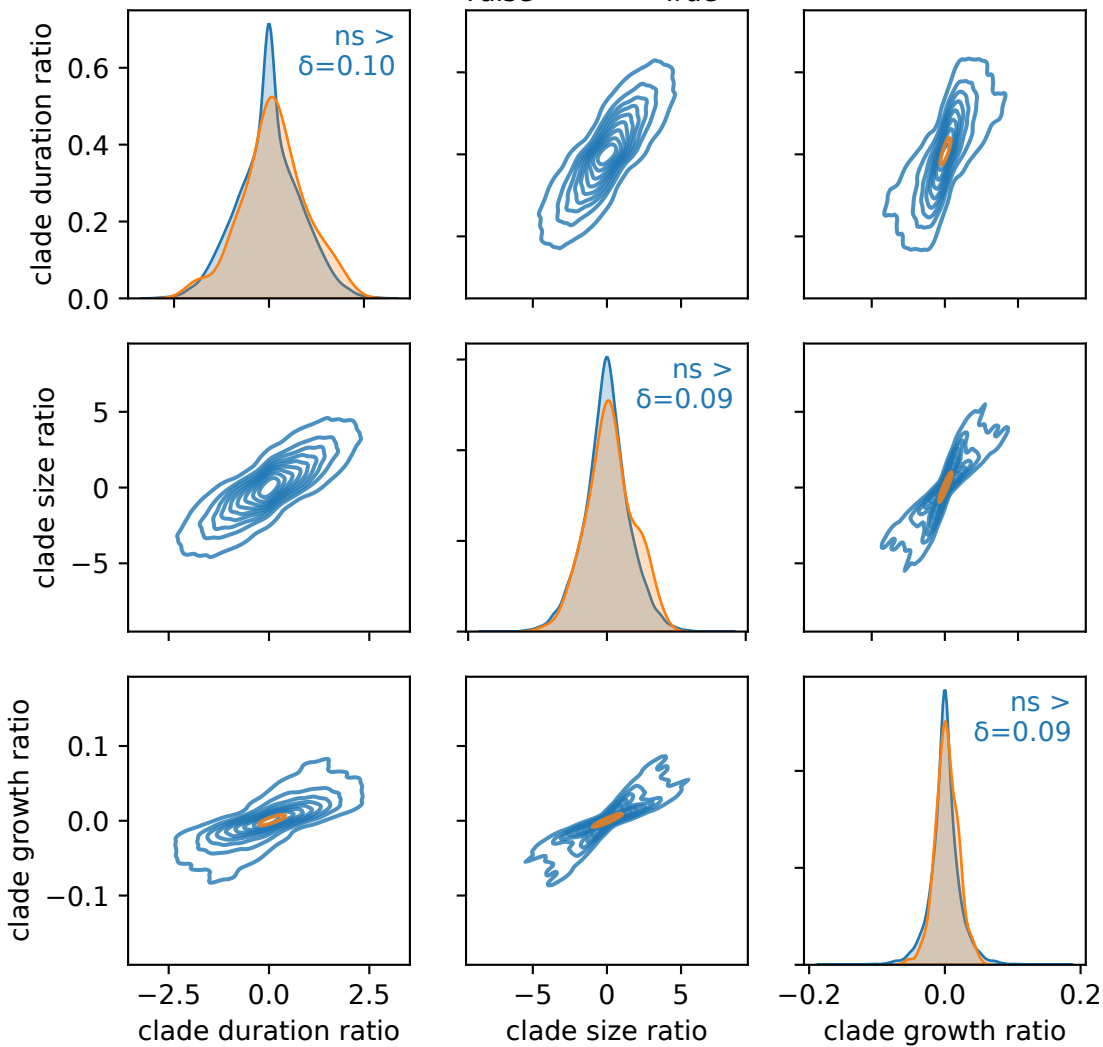 clade duration ratio
0.6
0.4
0.2
0.0
ns >
δ=0.10
clade size ratio
5
0
−5
ns >
δ=0.09
clade growth ratio
0.1
0.0
−0.1
ns >
δ=0.09
−2.5 0.0 2.5
−5 0 5
−0.2 0.0 0.2
clade duration ratio
clade size ratio
clade growth ratio